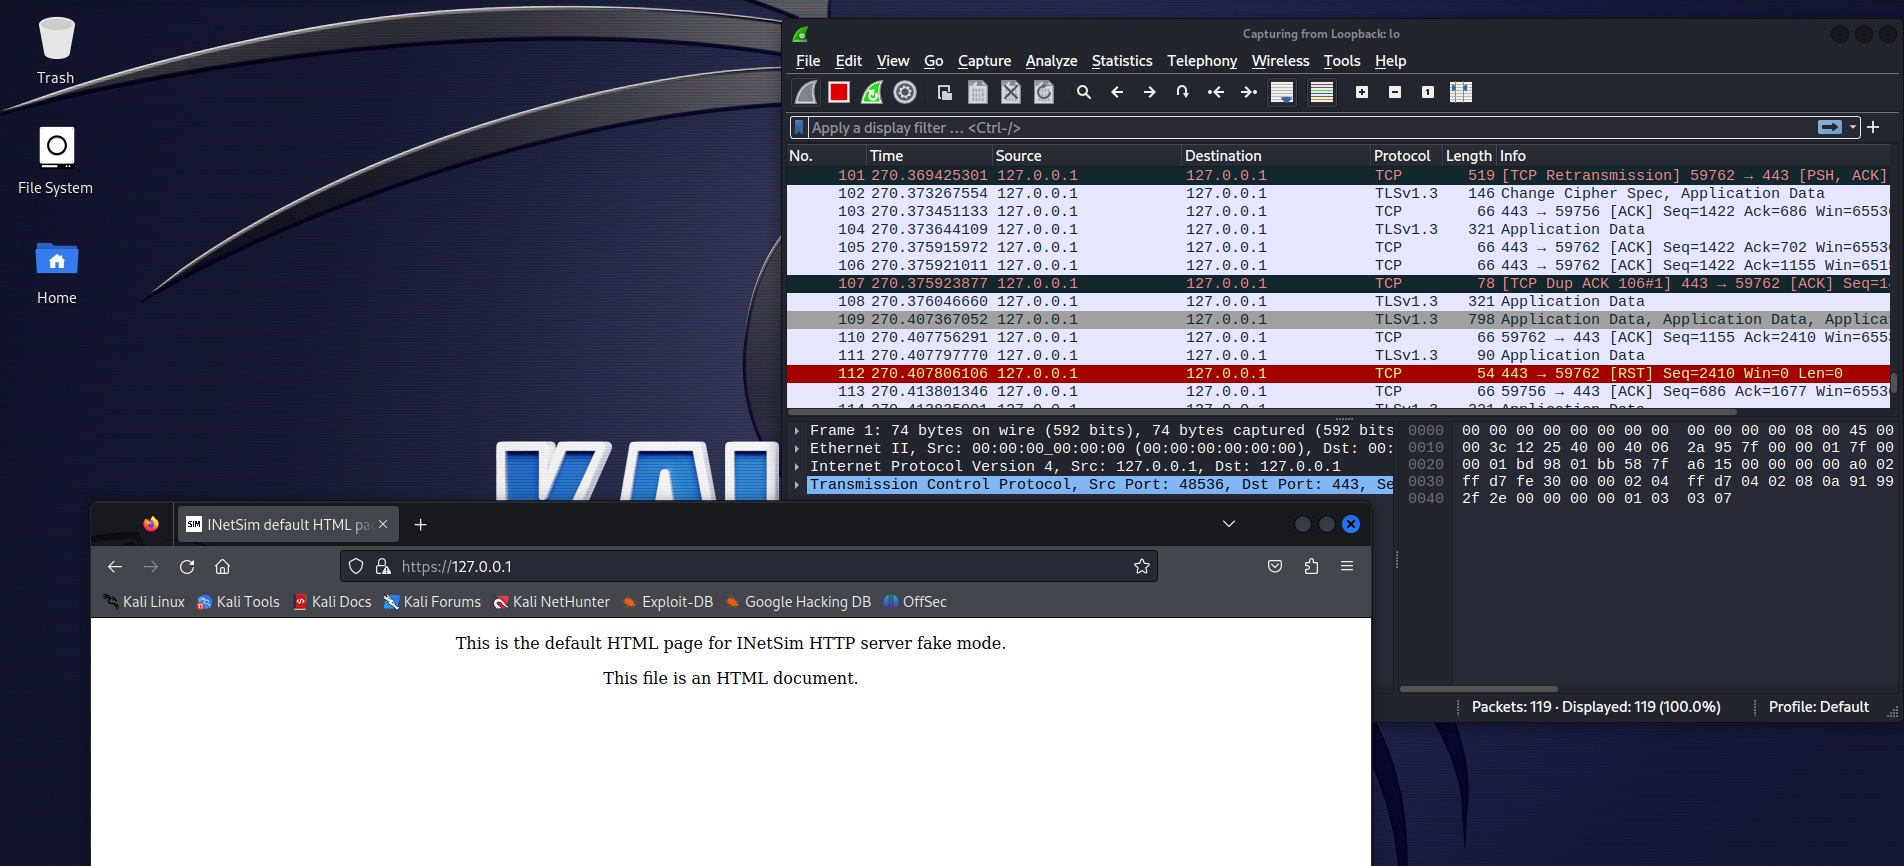 Trash
File System
Home
KALI
Capturing from Loopback: lo
File Edit View Go Capture Analyze Statistics Telephony Wireless Tools Help
Apply a display filter … <Ctrl-/>
No. Time Source Destination Protocol Length Info
101 270.369425301 127.0.0.1 127.0.0.1 TCP 519 [TCP Retransmission] 59762 → 443 [PSH, ACK]
102 270.373267554 127.0.0.1 127.0.0.1 TLSv1.3 146 Change Cipher Spec, Application Data
103 270.373451133 127.0.0.1 127.0.0.1 TCP 66 443 → 59756 [ACK] Seq=1422 Ack=686 Win=6553
104 270.373644109 127.0.0.1 127.0.0.1 TLSv1.3 321 Application Data
105 270.375915972 127.0.0.1 127.0.0.1 TCP 66 443 → 59762 [ACK] Seq=1422 Ack=702 Win=6553
106 270.375921011 127.0.0.1 127.0.0.1 TCP 66 443 → 59762 [ACK] Seq=1422 Ack=1155 Win=651
107 270.375923877 127.0.0.1 127.0.0.1 TCP 78 [TCP Dup ACK 106#1] 443 → 59762 [ACK] Seq=1
108 270.376046660 127.0.0.1 127.0.0.1 TLSv1.3 321 Application Data
109 270.407367052 127.0.0.1 127.0.0.1 TLSv1.3 798 Application Data, Application Data, Applica
110 270.407756291 127.0.0.1 127.0.0.1 TCP 66 59762 → 443 [ACK] Seq=1155 Ack=2410 Win=655
111 270.407797770 127.0.0.1 127.0.0.1 TLSv1.3 90 Application Data
112 270.407806106 127.0.0.1 127.0.0.1 TCP 54 443 → 59762 [RST] Seq=2410 Win=0 Len=0
113 270.413801346 127.0.0.1 127.0.0.1 TCP 66 59756 → 443 [ACK] Seq=686 Ack=1677 Win=6553
Frame 1: 74 bytes on wire (592 bits), 74 bytes captured (592 bits
Ethernet II, Src: 00:00:00_00:00:00 (00:00:00:00:00:00), Dst: 00:
Internet Protocol Version 4, Src: 127.0.0.1, Dst: 127.0.0.1
Transmission Control Protocol, Src Port: 48536, Dst Port: 443, Se
0000 00 00 00 00 00 00 00 00 00 00 00 00 08 00 45 00
0010 00 3c 12 25 40 00 40 06 2a 95 7f 00 00 01 7f 00
0020 00 01 bd 98 01 bb 58 7f a6 15 00 00 00 00 a0 02
0030 ff d7 fe 30 00 00 02 04 ff d7 04 02 08 0a 91 99
0040 2f 2e 00 00 00 00 01 03 03 07
Packets: 119 · Displayed: 119 (100.0%) Profile: Default
SIM INetSim default HTML pa
https://127.0.0.1
Kali Linux Kali Tools Kali Docs Kali Forums Kali NetHunter Exploit-DB Google Hacking DB OffSec
This is the default HTML page for INetSim HTTP server fake mode.
This file is an HTML document.